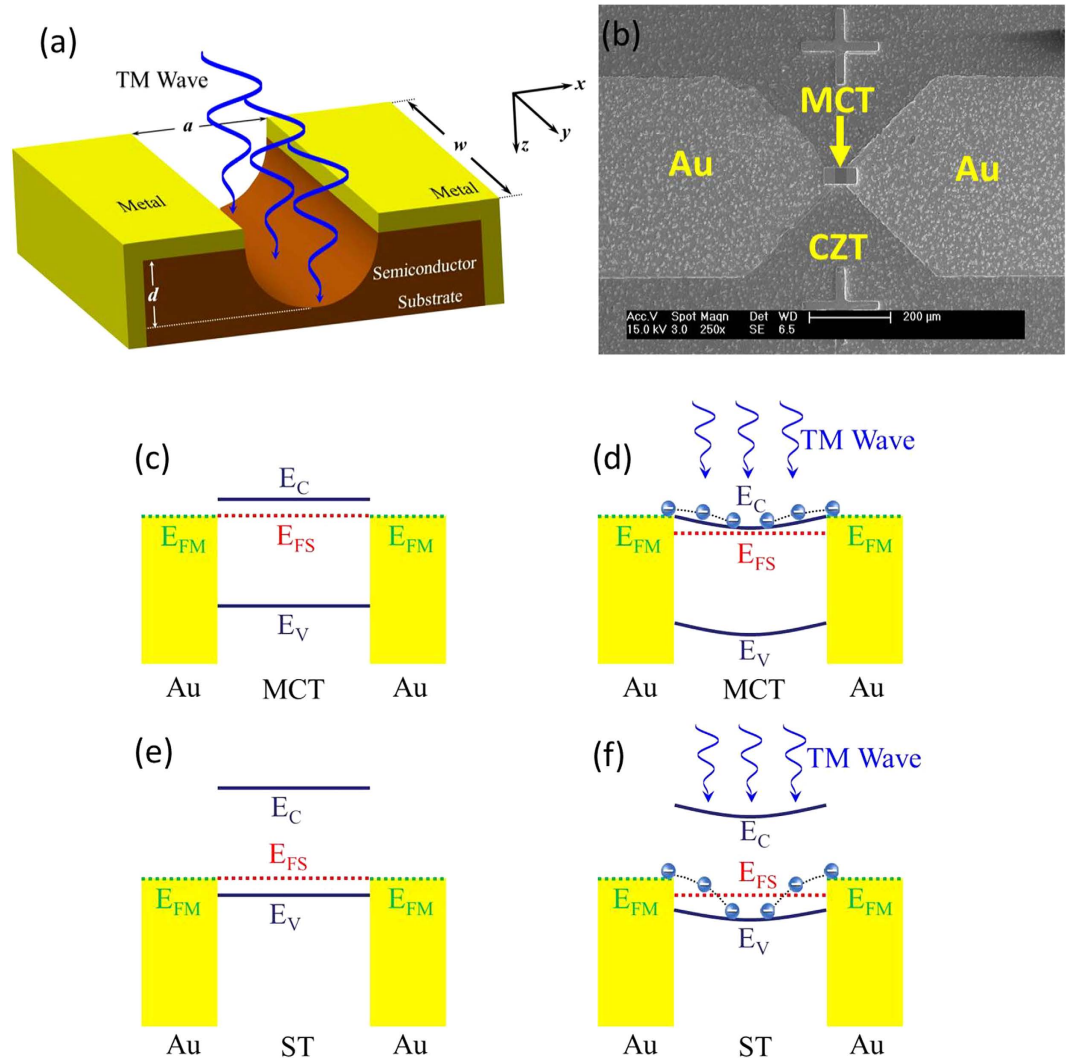 (a)
TM Wave
a
w
x
y
z
Metal
Metal
d
Semiconductor
Substrate
(b)
MCT
Au
Au
CZT
Acc.V Spot Magn Det WD 200 µm
15.0 kV 3.0 250x SE 6.5
(c)
E_C
E_FM E_FS E_FM
E_V
Au MCT Au
(d)
TM Wave
E_C
E_FM E_FS E_FM
E_V
Au MCT Au
(e)
E_C
E_FS
E_FM E_V E_FM
Au ST Au
(f)
TM Wave
E_C
E_FS
E_FM E_V E_FM
Au ST Au